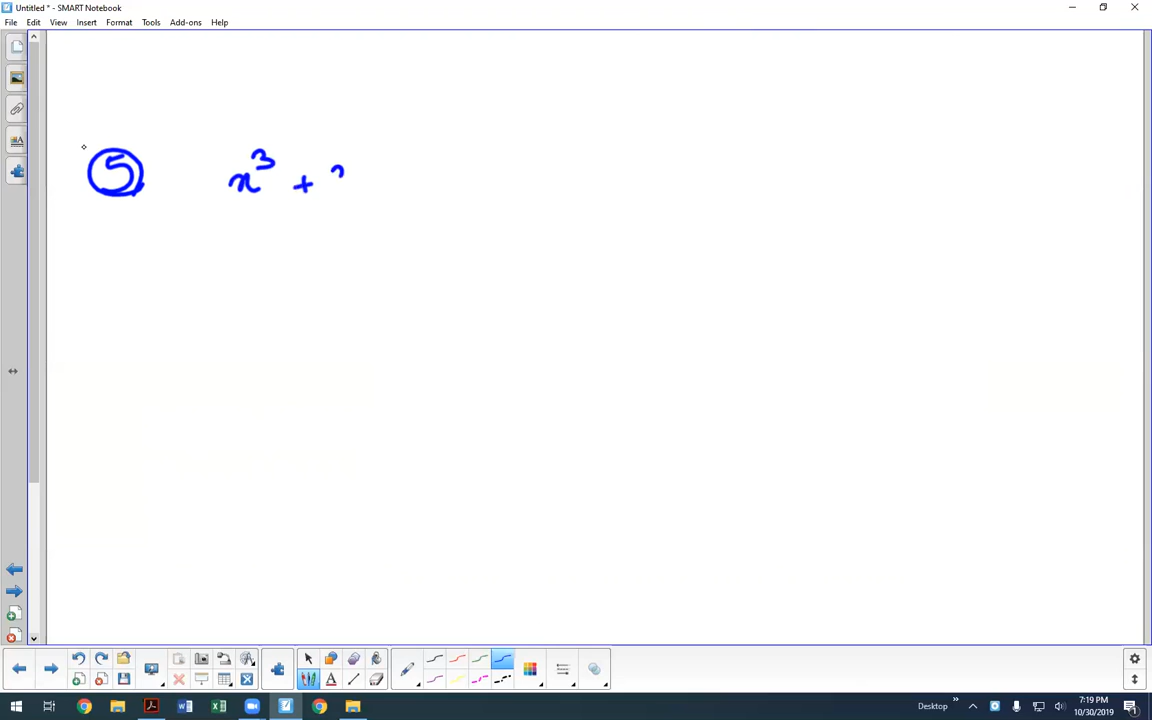 Untitled * - SMART Notebook
File Edit View Insert Format Tools Add-ons Help
5 x³ +
Desktop
7:19 PM
10/30/2019